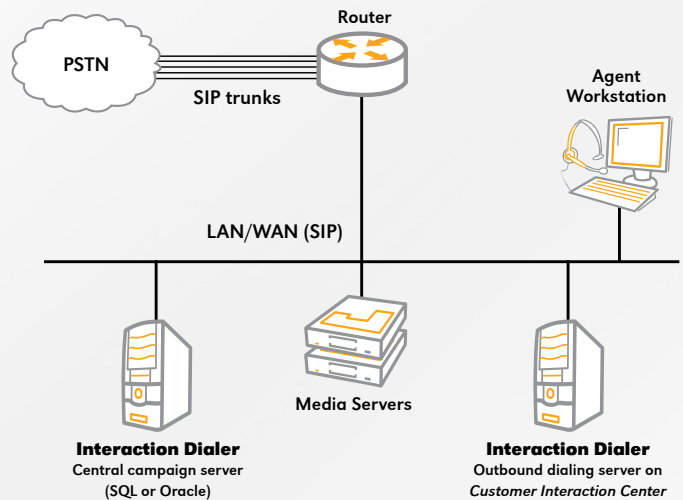 Router
PSTN
SIP trunks
Agent
Workstation
LAN/WAN (SIP)
Media Servers
Interaction Dialer
Central campaign server
(SQL or Oracle)
Interaction Dialer
Outbound dialing server on
Customer Interaction Center